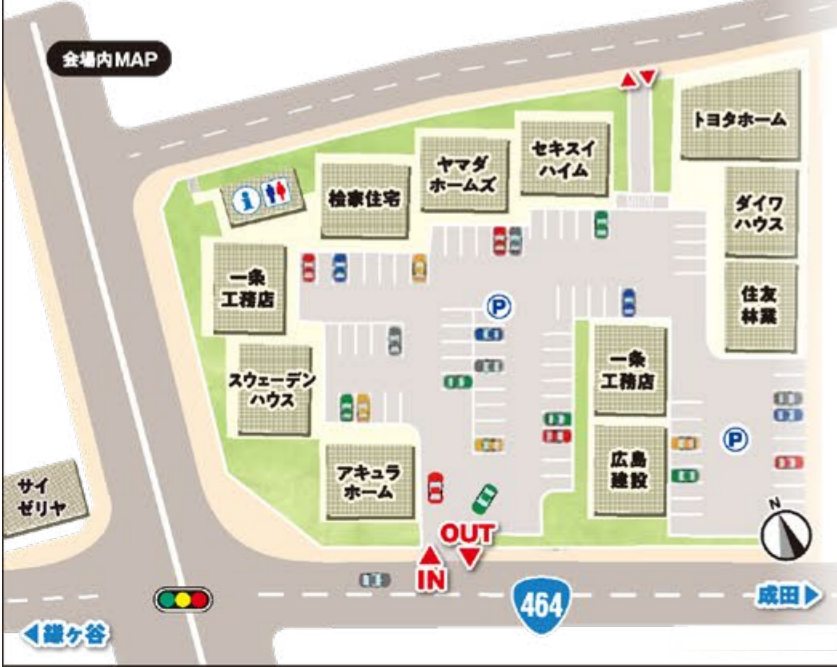 会場内MAP
トヨタホーム
セキスイ
ハイム
ヤマダ
ホームズ
桧家住宅
ダイワ
ハウス
一条
工務店
住友
林業
スウェーデン
ハウス
一条
工務店
アキュラ
ホーム
広島
建設
サイ
ゼリヤ
P
P
N
OUT
IN
464
成田
鎌ヶ谷